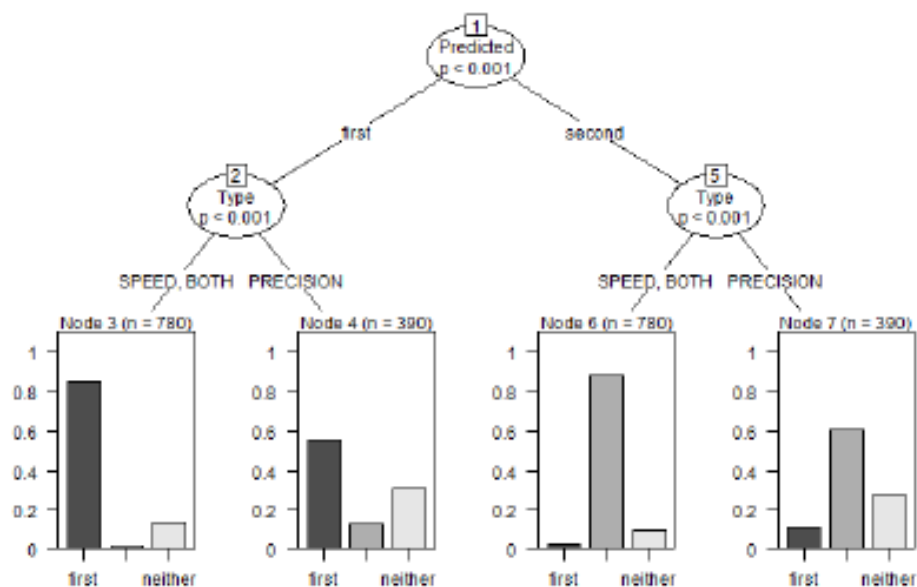 1
Predicted
p < 0.001
first
second
2
Type
p < 0.001
5
Type
p < 0.001
SPEED, BOTH PRECISION
SPEED, BOTH PRECISION
Node 3 (n = 780)
1
0.8
0.6
0.4
0.2
0
first neither
Node 4 (n = 390)
1
0.8
0.6
0.4
0.2
0
first neither
Node 6 (n = 780)
1
0.8
0.6
0.4
0.2
0
first neither
Node 7 (n = 390)
1
0.8
0.6
0.4
0.2
0
first neither